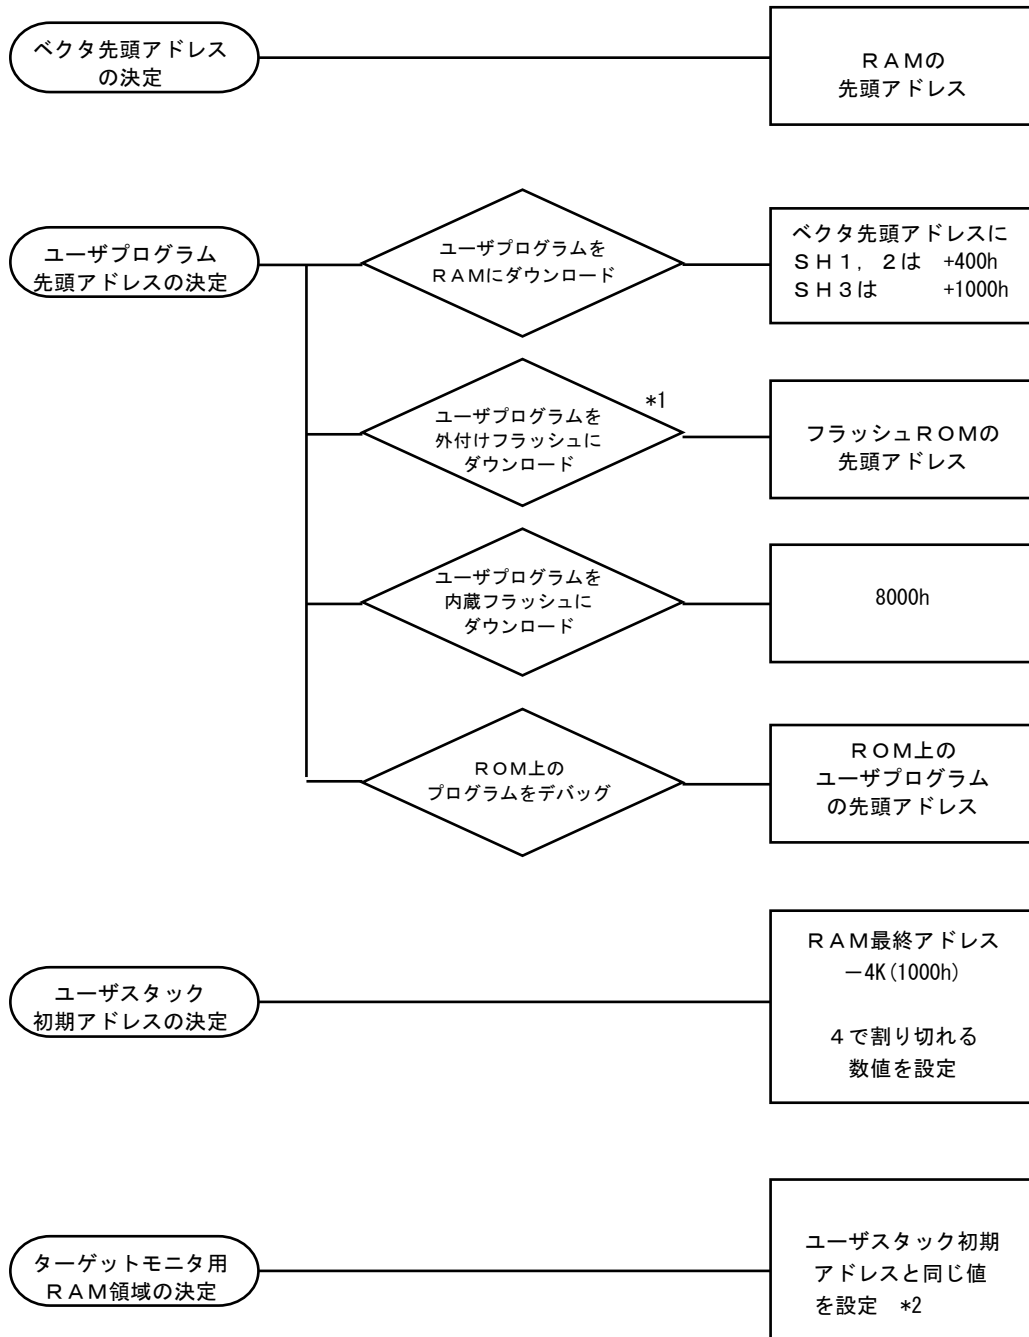 ベクタ先頭アドレス
の決定
RAMの
先頭アドレス
ユーザプログラム
先頭アドレスの決定
ユーザプログラムを
RAMにダウンロード
ベクタ先頭アドレスに
SH1,2は +400h
SH3は +1000h
ユーザプログラムを
外付けフラッシュに
ダウンロード
*1
フラッシュROMの
先頭アドレス
ユーザプログラムを
内蔵フラッシュに
ダウンロード
8000h
ROM上の
プログラムをデバッグ
ROM上の
ユーザプログラム
の先頭アドレス
ユーザスタック
初期アドレスの決定
RAM最終アドレス
-4K(1000h)
4で割り切れる
数値を設定
ターゲットモニタ用
RAM領域の決定
ユーザスタック初期
アドレスと同じ値
を設定 *2